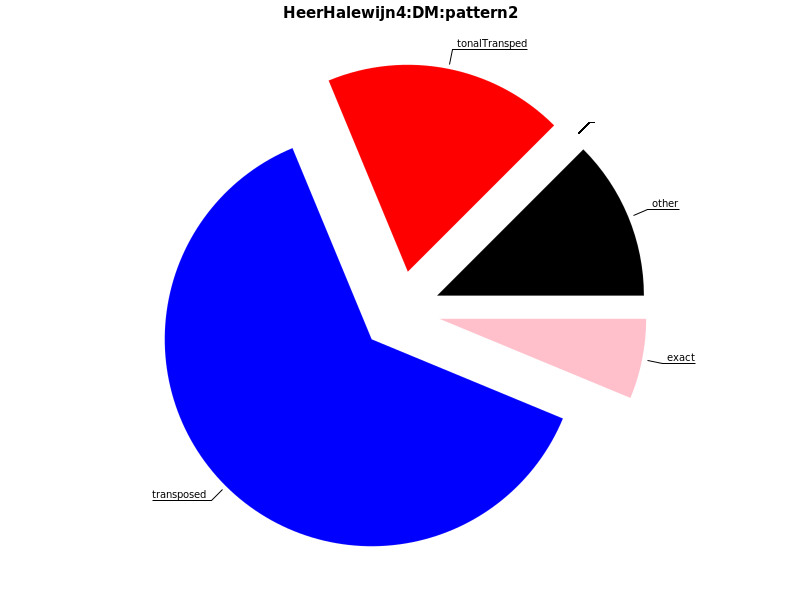 HeerHalewijn4:DM:pattern2
tonalTransped
other
exact
transposed